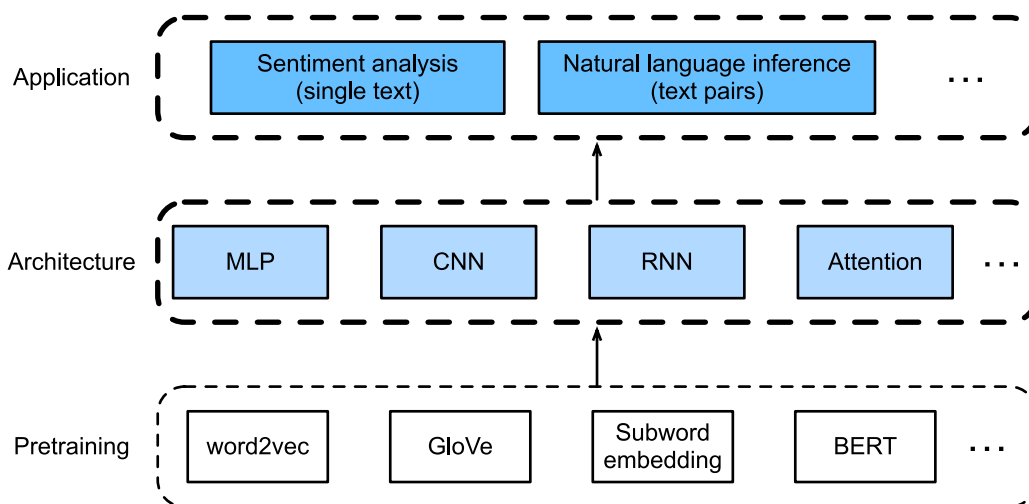 Application
Sentiment analysis
(single text)
Natural language inference
(text pairs)
...
Architecture
MLP
CNN
RNN
Attention
...
Pretraining
word2vec
GloVe
Subword
embedding
BERT
...